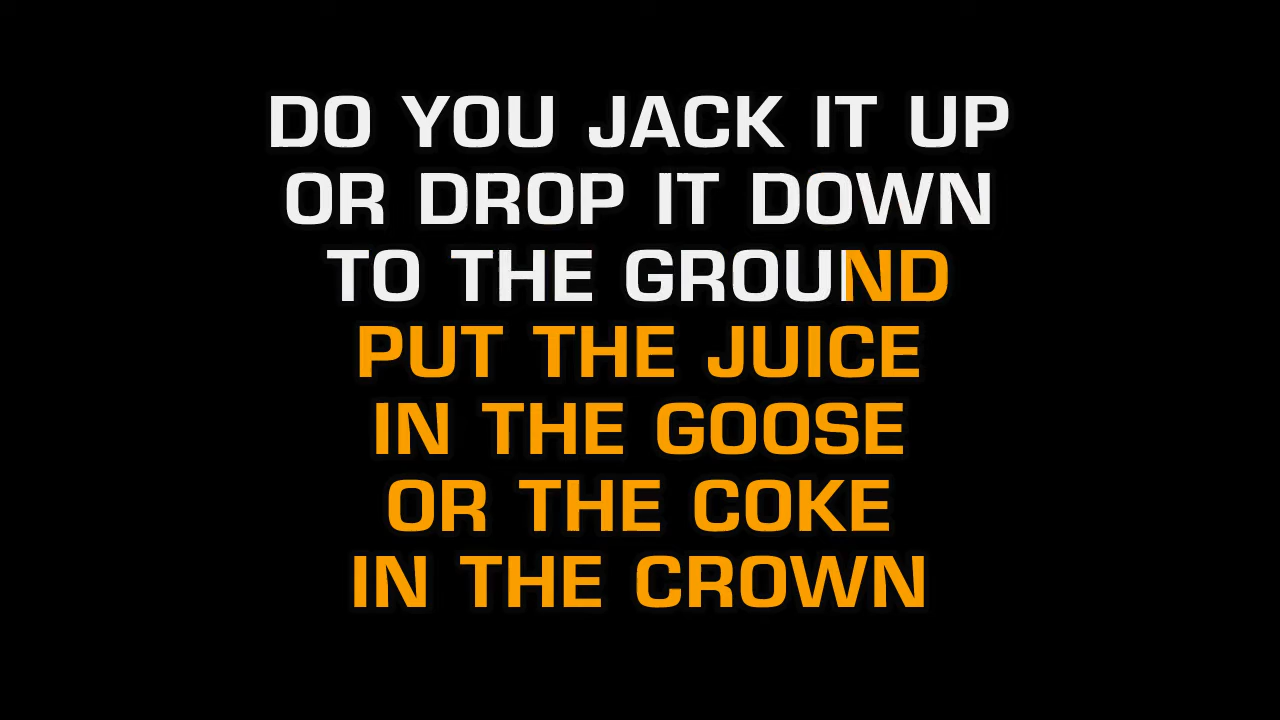 DO YOU JACK IT UP
OR DROP IT DOWN
TO THE GROUND
PUT THE JUICE
IN THE GOOSE
OR THE COKE
IN THE CROWN